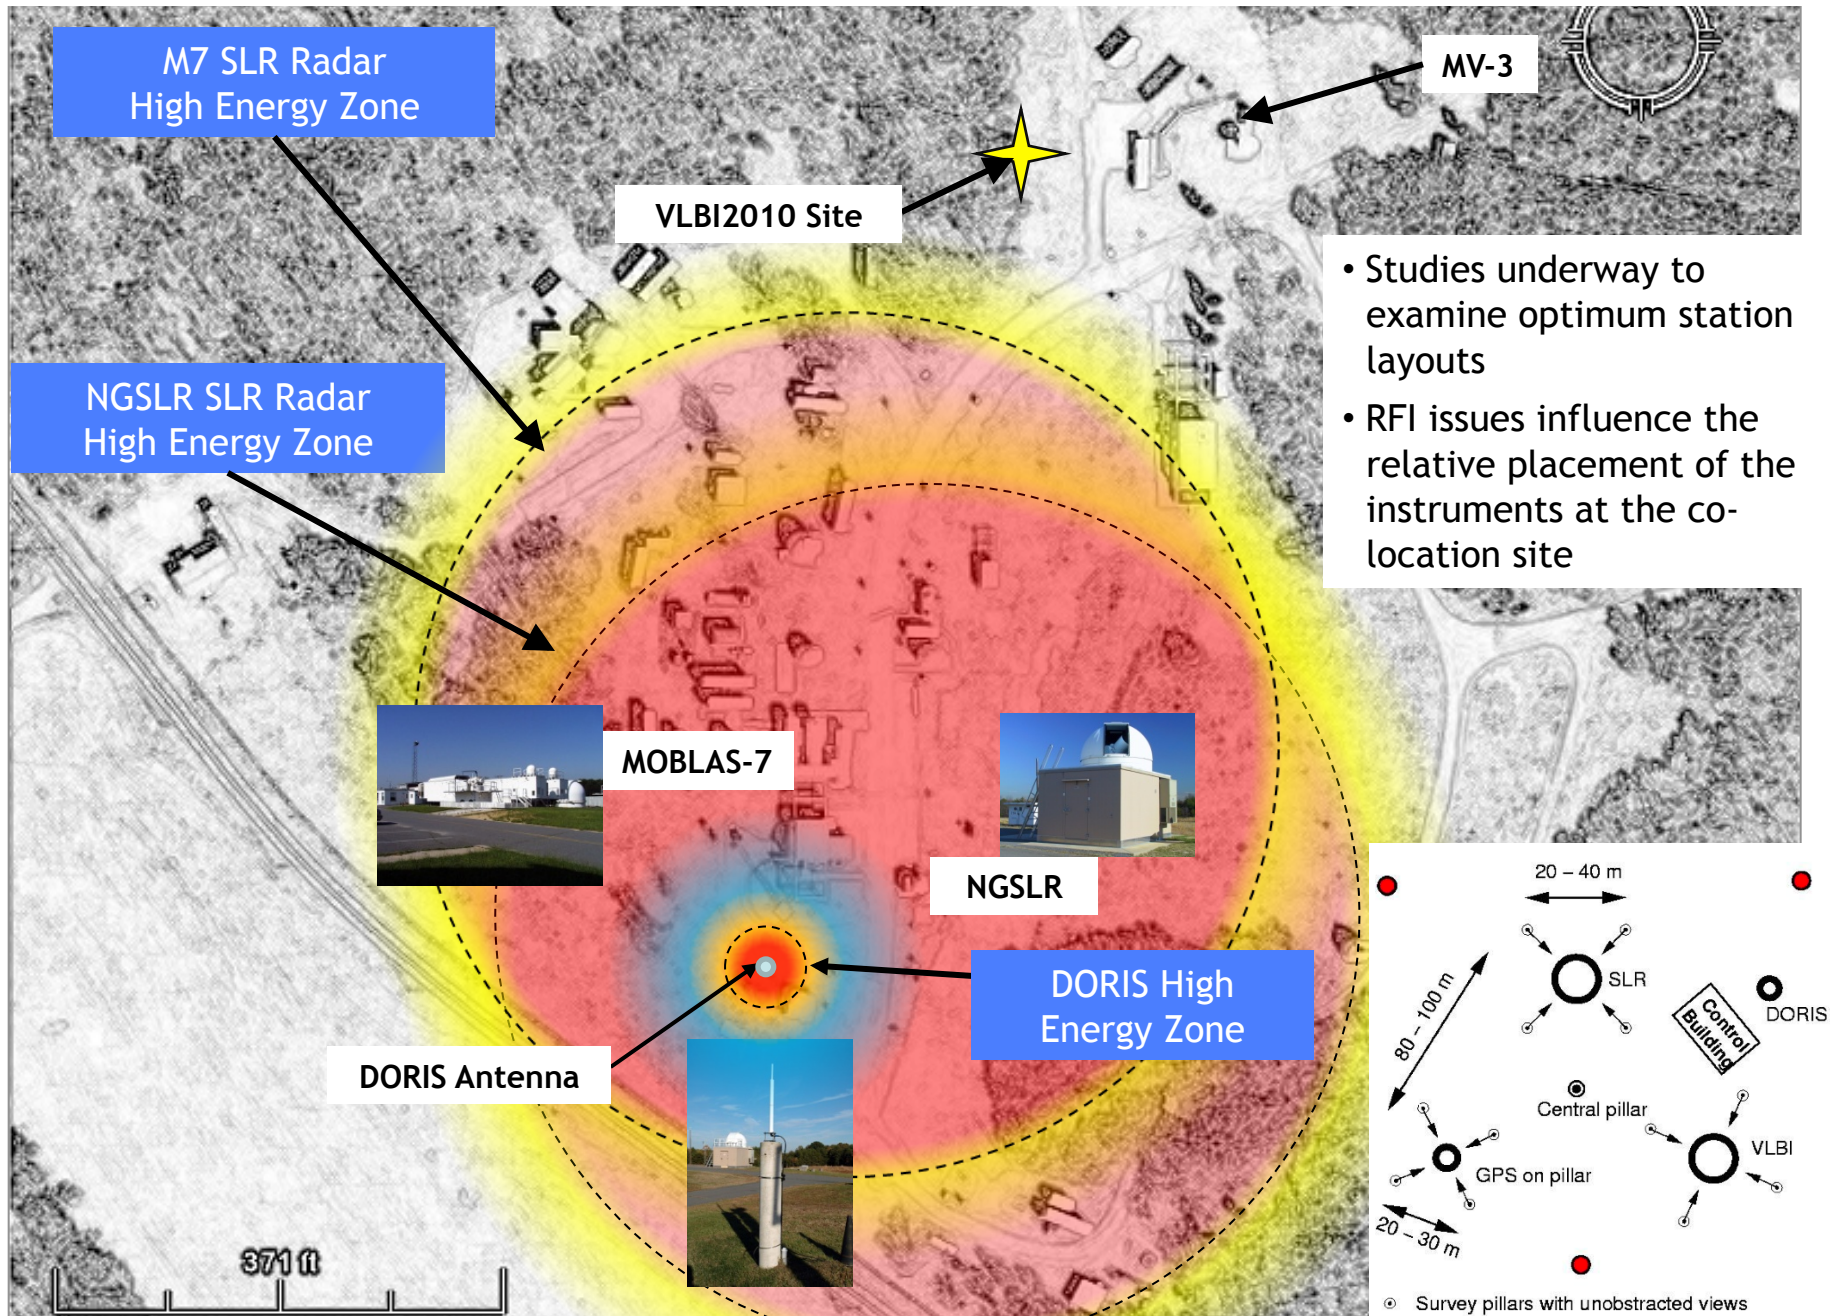 M7 SLR Radar
High Energy Zone
MV-3
VLBI2010 Site
• Studies underway to
examine optimum station
layouts
• RFI issues influence the
relative placement of the
instruments at the co-
location site
NGSLR SLR Radar
High Energy Zone
MOBLAS-7
NGSLR
DORIS High
Energy Zone
DORIS Antenna
371 ft
20 – 40 m
SLR
DORIS
80 – 100 m
Control
Building
Central pillar
VLBI
GPS on pillar
20 – 30 m
Survey pillars with unobstracted views